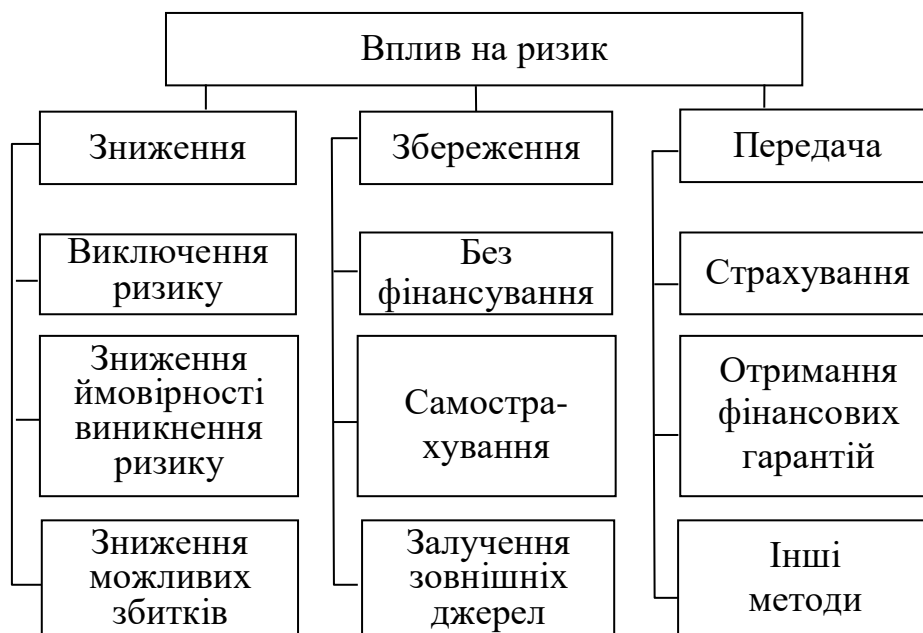 Вплив на ризик
Зниження
Збереження
Передача
Виключення
ризику
Без
фінансування
Страхування
Зниження
ймовірності
виникнення
ризику
Самостра-
хування
Отримання
фінансових
гарантій
Зниження
можливих
збитків
Залучення
зовнішніх
джерел
Інші
методи